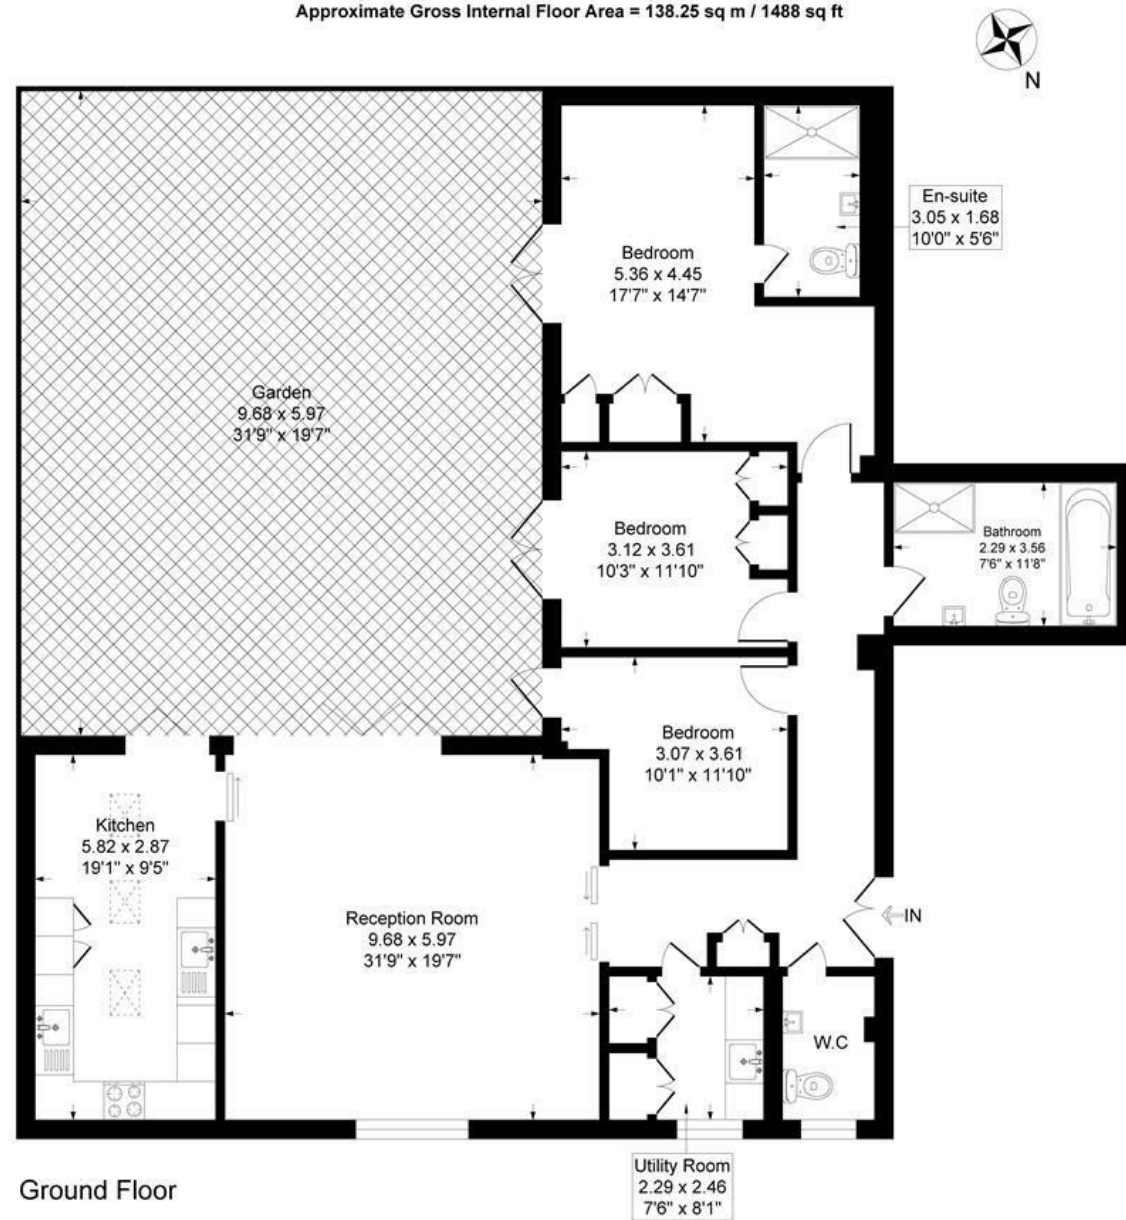 Approximate Gross Internal Floor Area = 138.25 sq m / 1488 sq ft
N
En-suite
3.05 x 1.68
10'0" x 5'6"
Bedroom
5.36 x 4.45
17'7" x 14'7"
Garden
9.68 x 5.97
31'9" x 19'7"
Bedroom
3.12 x 3.61
10'3" x 11'10"
Bathroom
2.29 x 3.56
7'6" x 11'8"
Bedroom
3.07 x 3.61
10'1" x 11'10"
Kitchen
5.82 x 2.87
19'1" x 9'5"
Reception Room
9.68 x 5.97
31'9" x 19'7"
IN
W.C
Utility Room
2.29 x 2.46
7'6" x 8'1"
Ground Floor